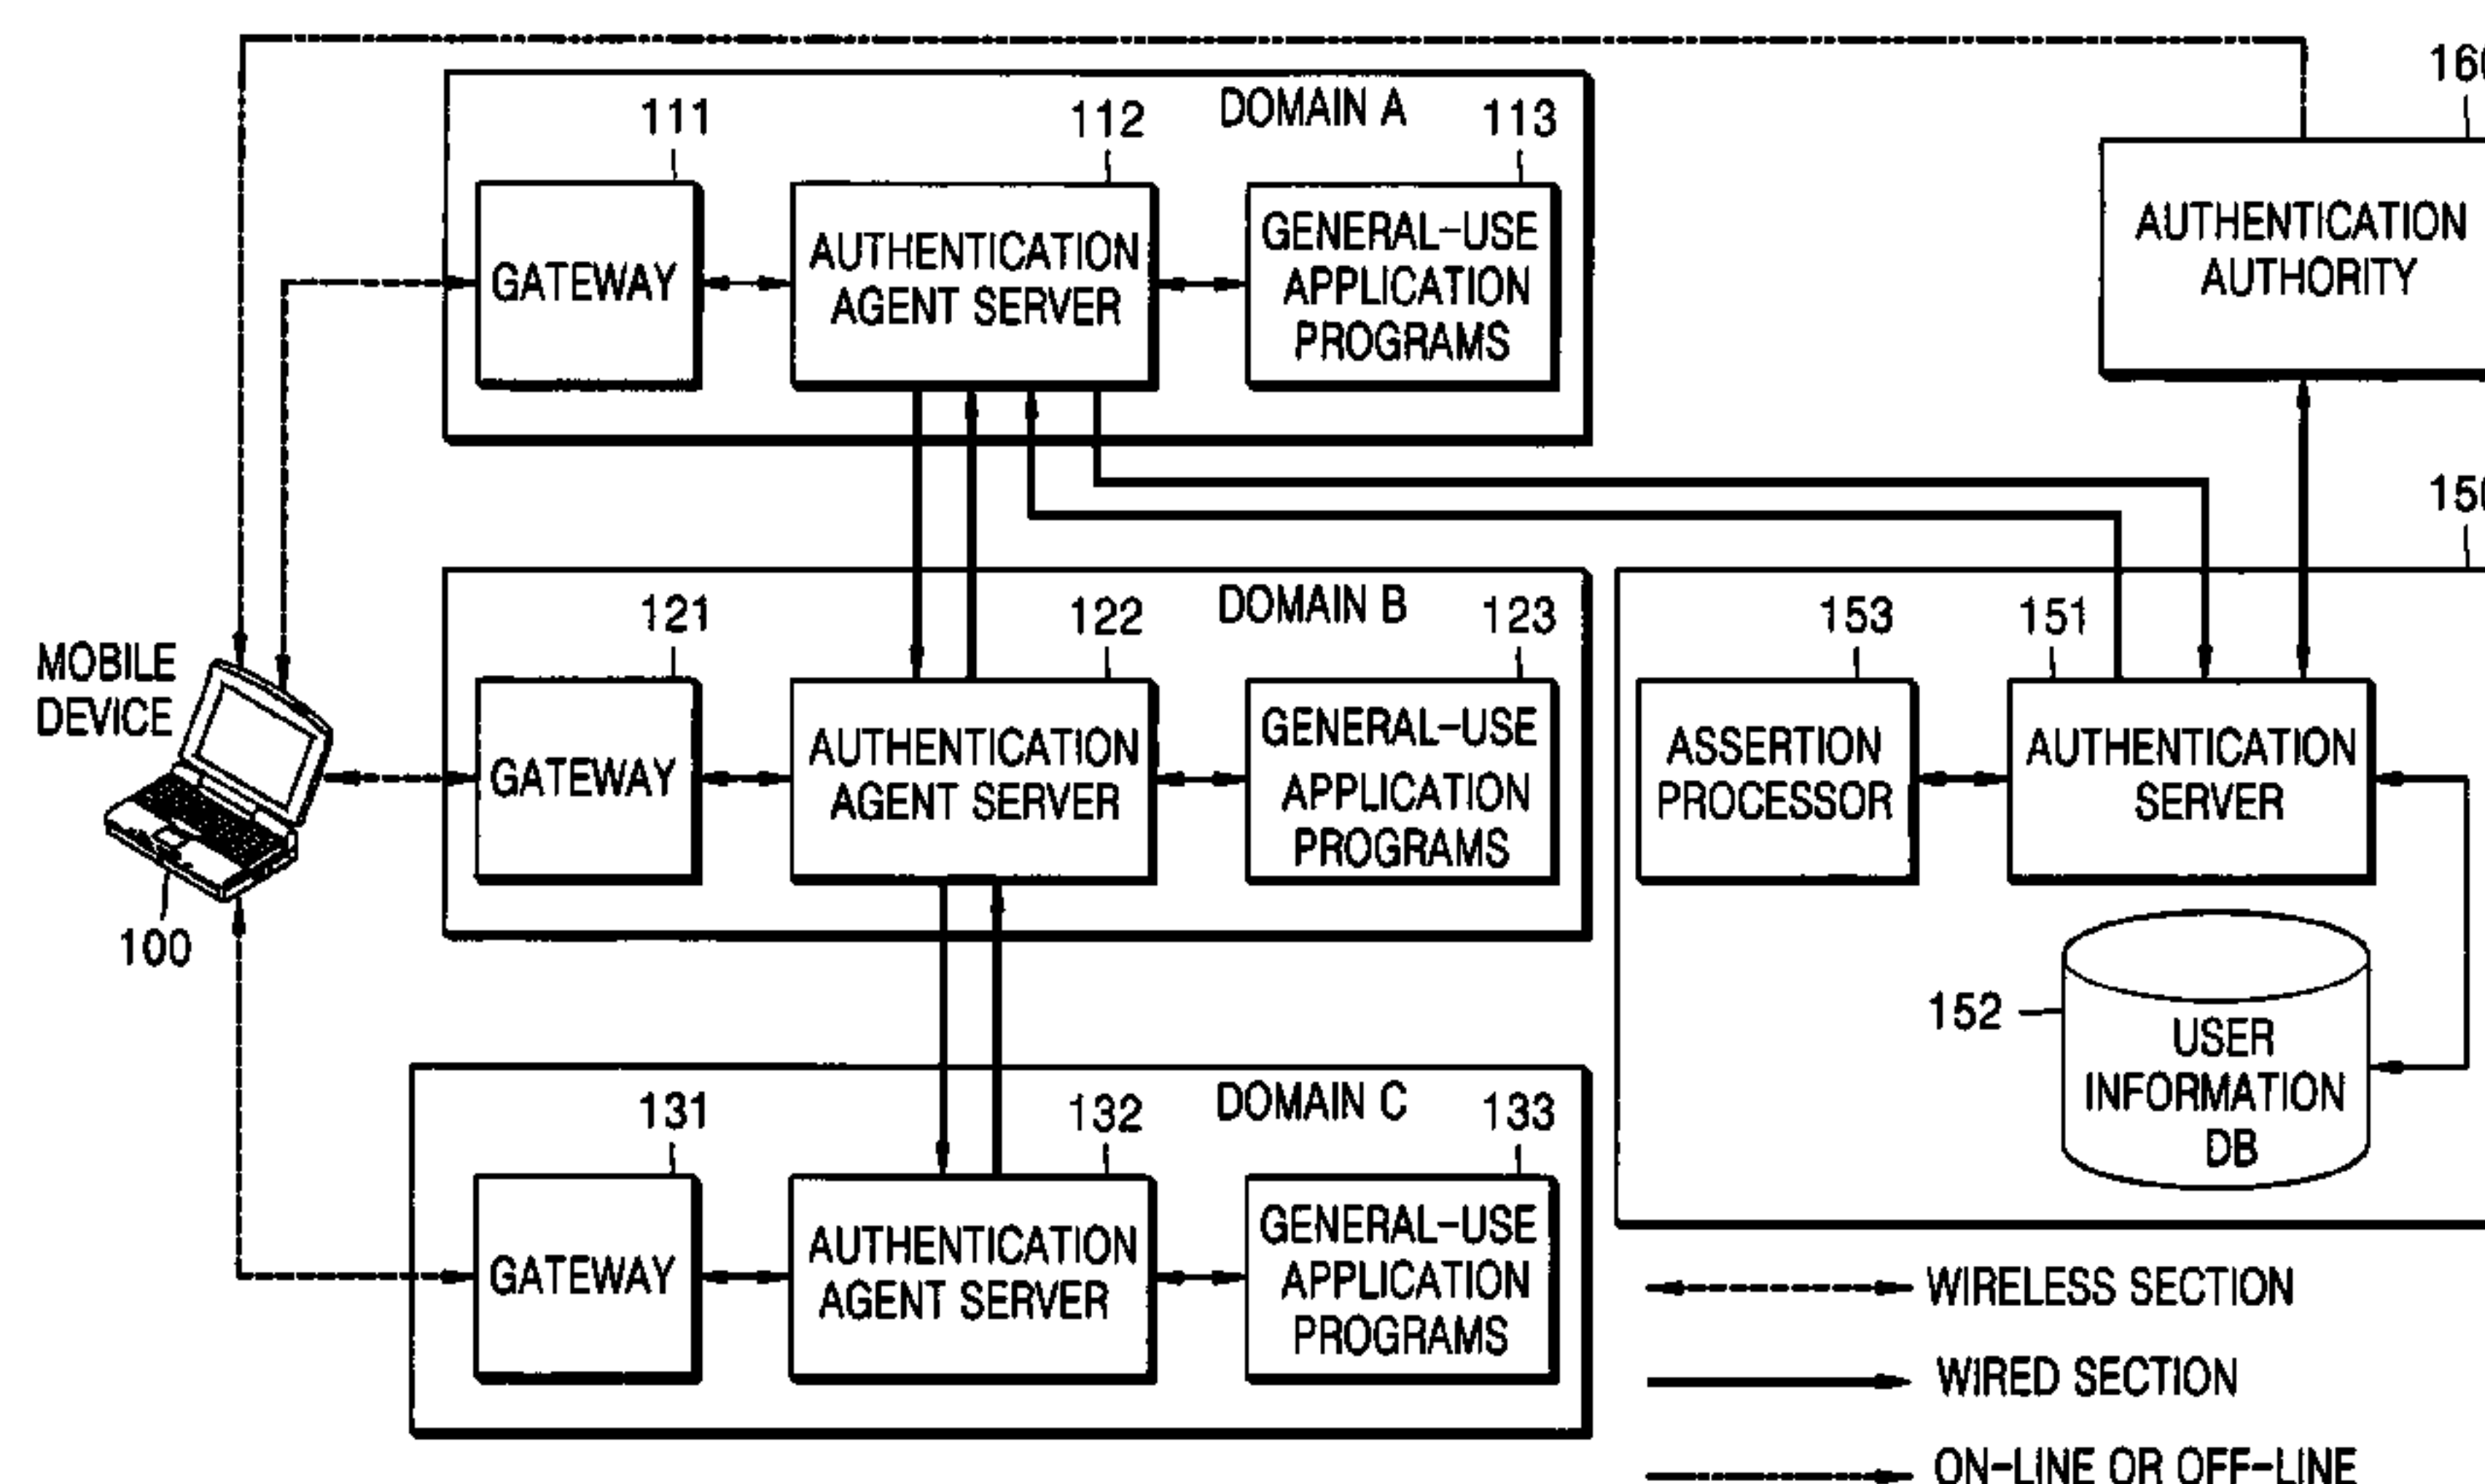 DOMAIN A
111
112
113
GATEWAY
AUTHENTICATION
AGENT SERVER
GENERAL-USE
APPLICATION
PROGRAMS
AUTHENTICATION
AUTHORITY
DOMAIN B
121
122
123
GATEWAY
AUTHENTICATION
AGENT SERVER
GENERAL-USE
APPLICATION
PROGRAMS
MOBILE
DEVICE
100
153
151
ASSERTION
PROCESSOR
AUTHENTICATION
SERVER
152
USER
INFORMATION
DB
DOMAIN C
131
132
133
GATEWAY
AUTHENTICATION
AGENT SERVER
GENERAL-USE
APPLICATION
PROGRAMS
WIRELESS SECTION
WIRED SECTION
ON-LINE OR OFF-LINE